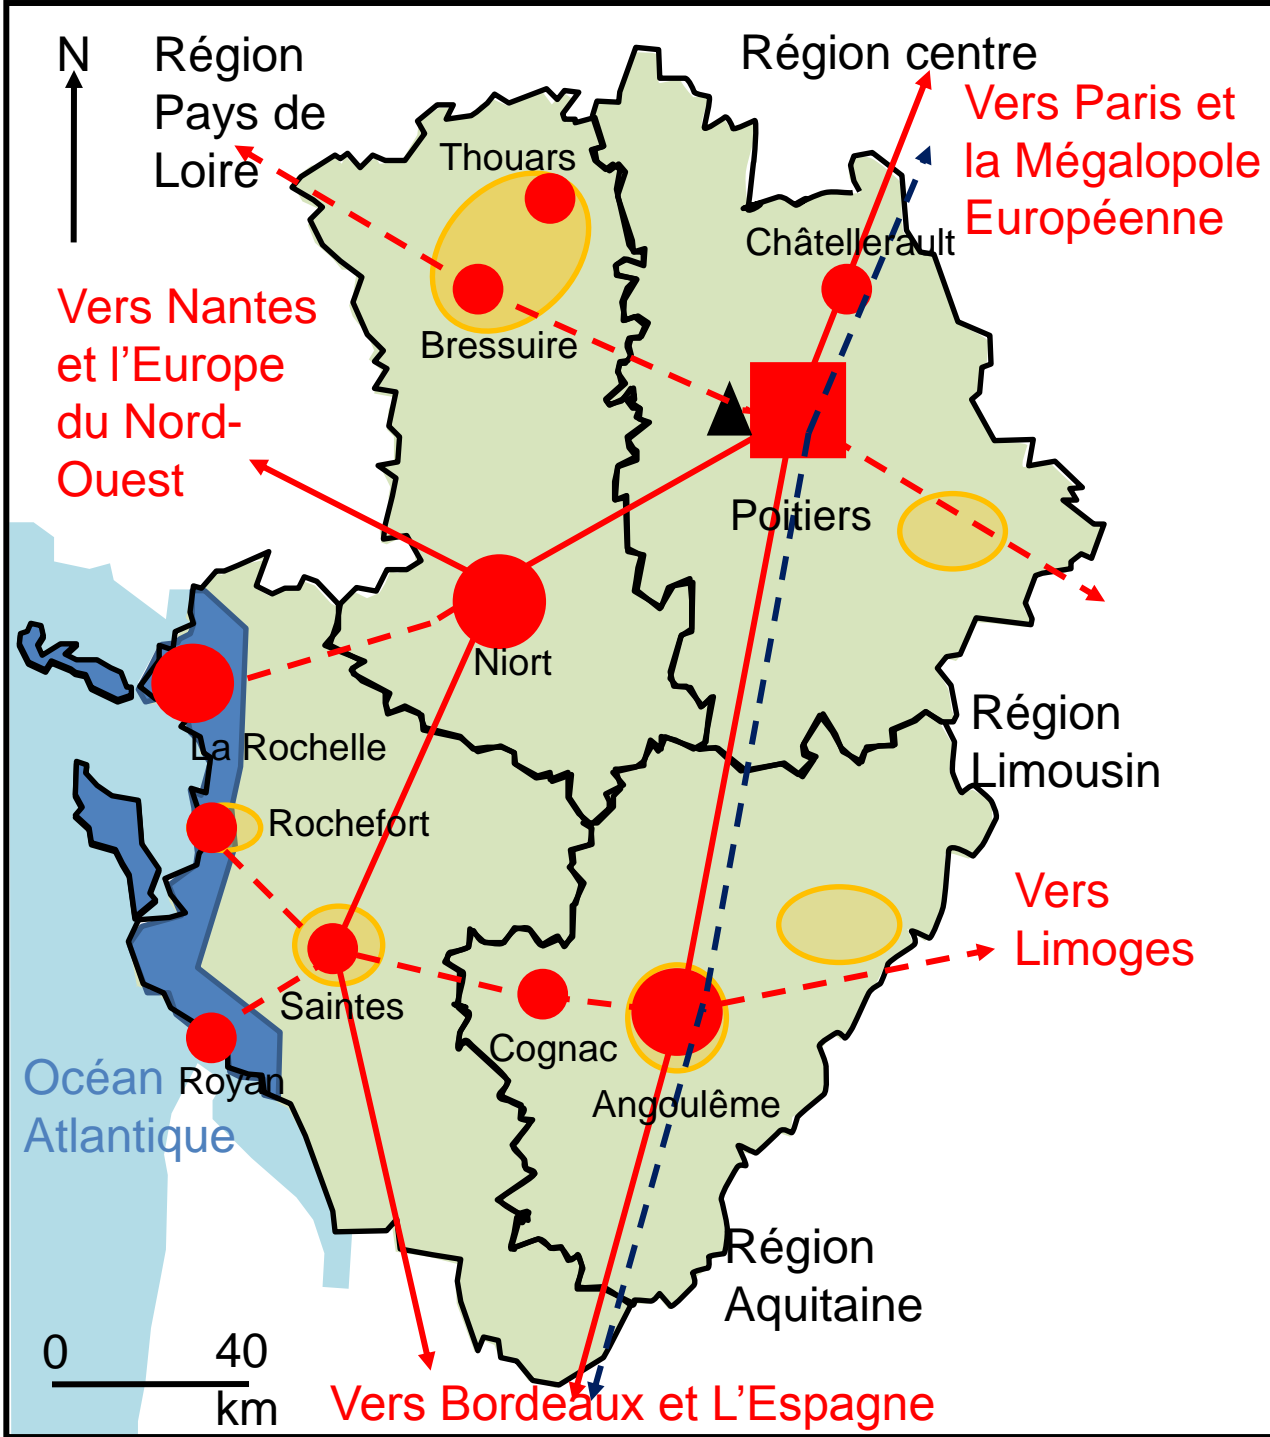 N
Région
Pays de
Loire
Région centre
Vers Paris et
la Mégalopole
Européenne
Thouars
Châtellerault
Vers Nantes
et l’Europe
du Nord-
Ouest
Bressuire
Poitiers
Niort
Région
Limousin
La Rochelle
Rochefort
Vers
Limoges
Saintes
Cognac
Angoulême
Océan
Atlantique
Royan
Région
Aquitaine
0
40
km
Vers Bordeaux et L’Espagne